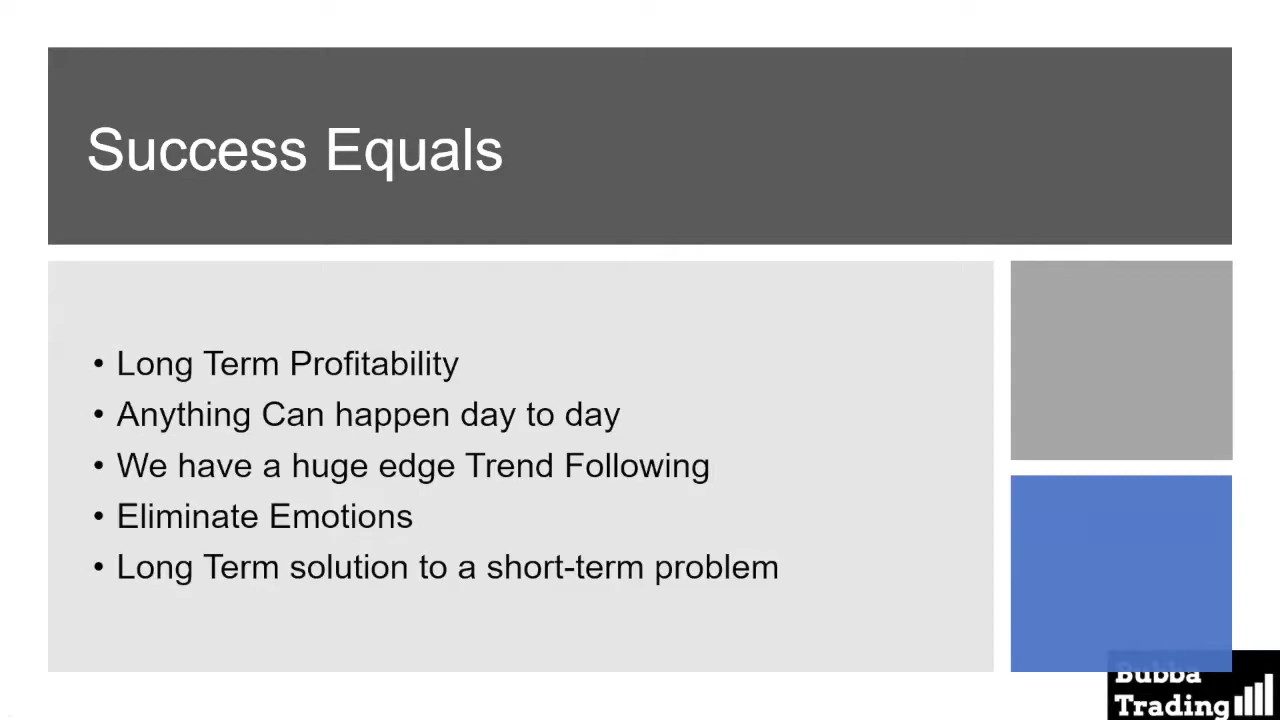 Success Equals
• Long Term Profitability
• Anything Can happen day to day
• We have a huge edge Trend Following
• Eliminate Emotions
• Long Term solution to a short-term problem
Bubba
Trading